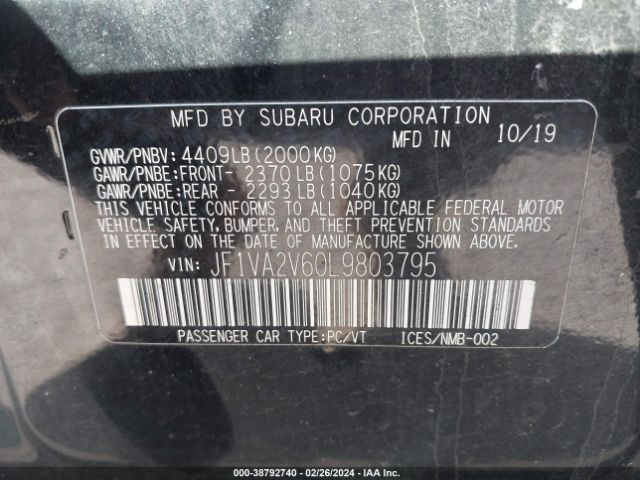 MFD BY SUBARU CORPORATION
MFD IN 10/19
GVWR/PNBV: 4409LB(2000KG)
GAWR/PNBE:FRONT- 2370LB(1075KG)
GAWR/PNBE:REAR - 2293LB(1040KG)
THIS VEHICLE CONFORMS TO ALL APPLICABLE FEDERAL MOTOR
VEHICLE SAFETY, BUMPER, AND THEFT PREVENTION STANDARDS
IN EFFECT ON THE DATE OF MANUFACTURE SHOWN ABOVE.
VIN: JF1VA2V60L9803795
PASSENGER CAR TYPE:PC/VT ICES/NMB-002
000-38792740 - 02/26/2024 - IAA Inc.